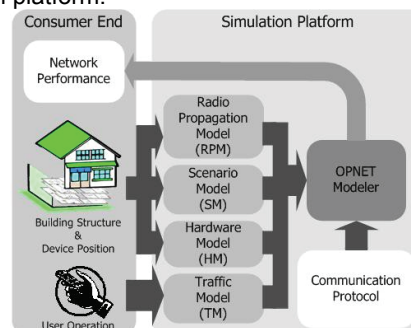 platform.
Consumer End
Simulation Platform
Network
Performance
Radio
Propagation
Model
(RPM)
Scenario
Model
(SM)
OPNET
Modeler
Building Structure
&
Device Position
Hardware
Model
(HM)
Traffic
Model
(TM)
Communication
Protocol
User Operation